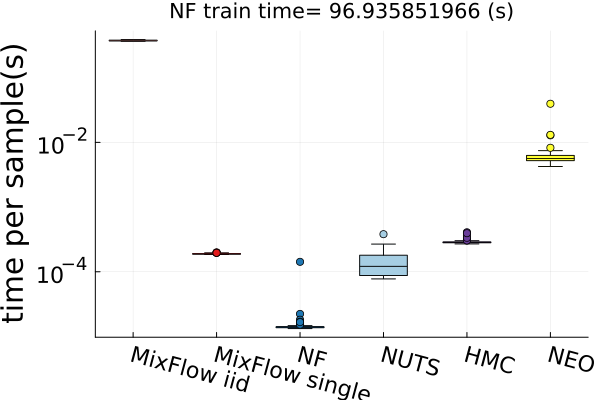 NF train time= 96.935851966 (s)
time per sample(s)
10⁻²
10⁻⁴
MixFlow iid
MixFlow single
NF
NUTS
HMC
NEO